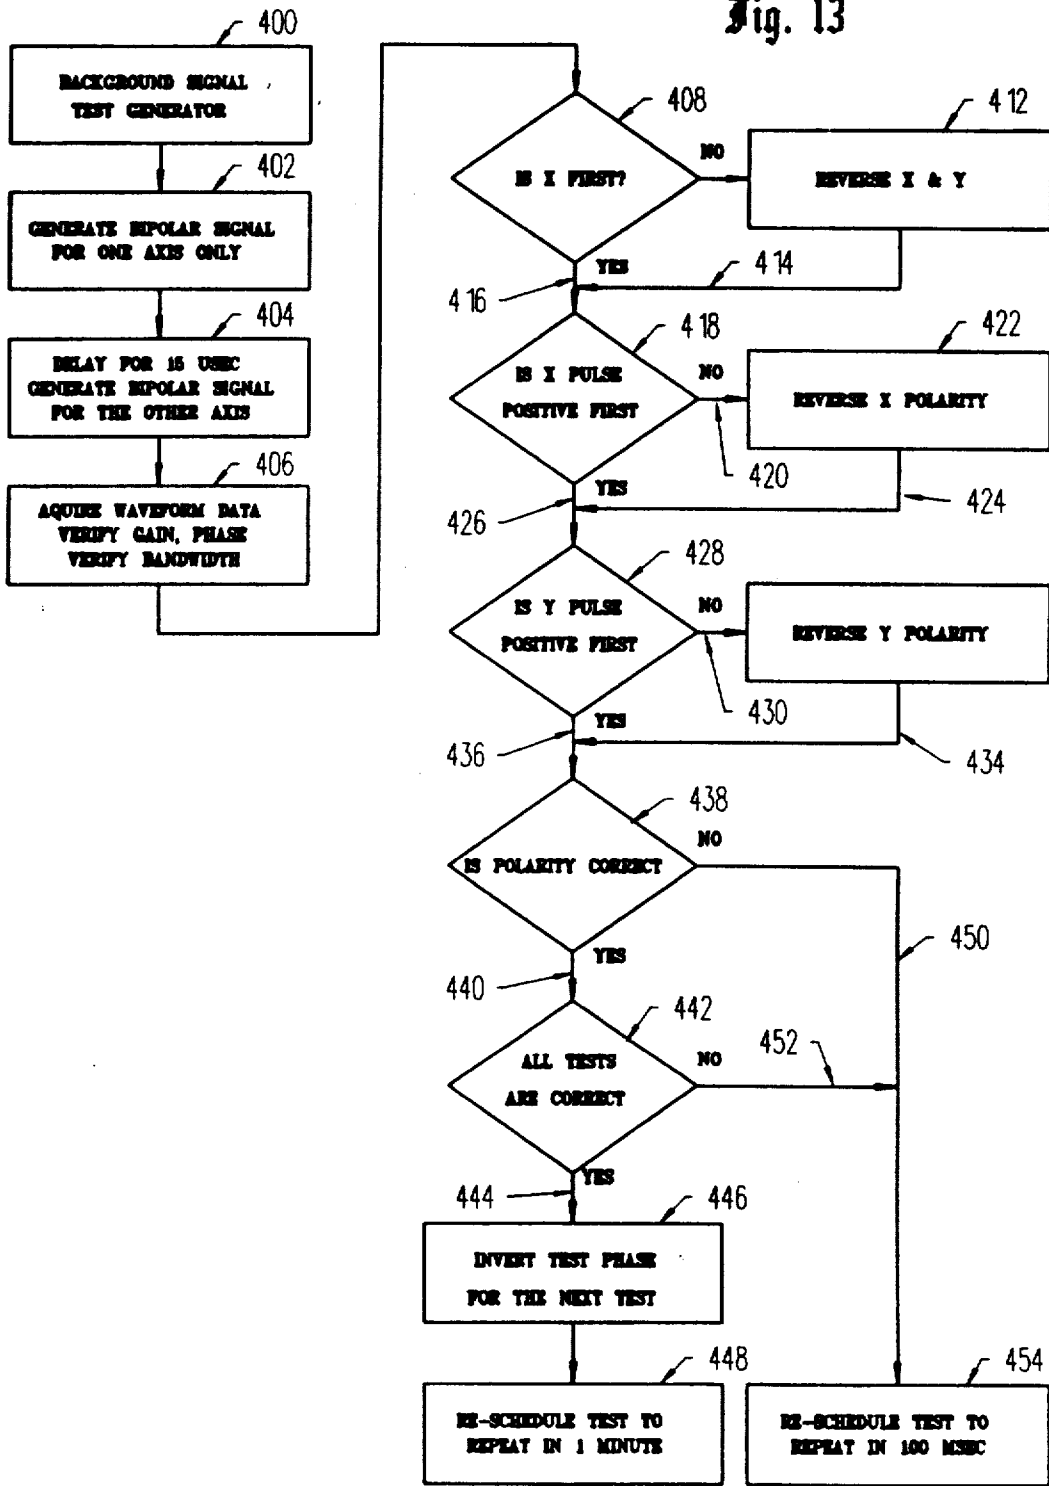 Fig. 13
400
BACKGROUND SIGNAL
TEST GENERATOR
402
GENERATE BIPOLAR SIGNAL
FOR ONE AXIS ONLY
404
DELAY FOR 15 USEC
GENERATE BIPOLAR SIGNAL
FOR THE OTHER AXIS
406
AQUIRE WAVEFORM DATA
VERIFY GAIN, PHASE
VERIFY BANDWIDTH
408
IS X FIRST?
NO
412
REVERSE X & Y
YES
414
416
418
IS X PULSE
POSITIVE FIRST
NO
420
422
REVERSE X POLARITY
YES
424
426
428
IS Y PULSE
POSITIVE FIRST
NO
430
REVERSE Y POLARITY
YES
434
436
438
IS POLARITY CORRECT
NO
450
YES
440
442
ALL TESTS
ARE CORRECT
NO
452
YES
444
446
INVERT TEST PHASE
FOR THE NEXT TEST
448
RE-SCHEDULE TEST TO
REPEAT IN 1 MINUTE
454
RE-SCHEDULE TEST TO
REPEAT IN 100 MSEC